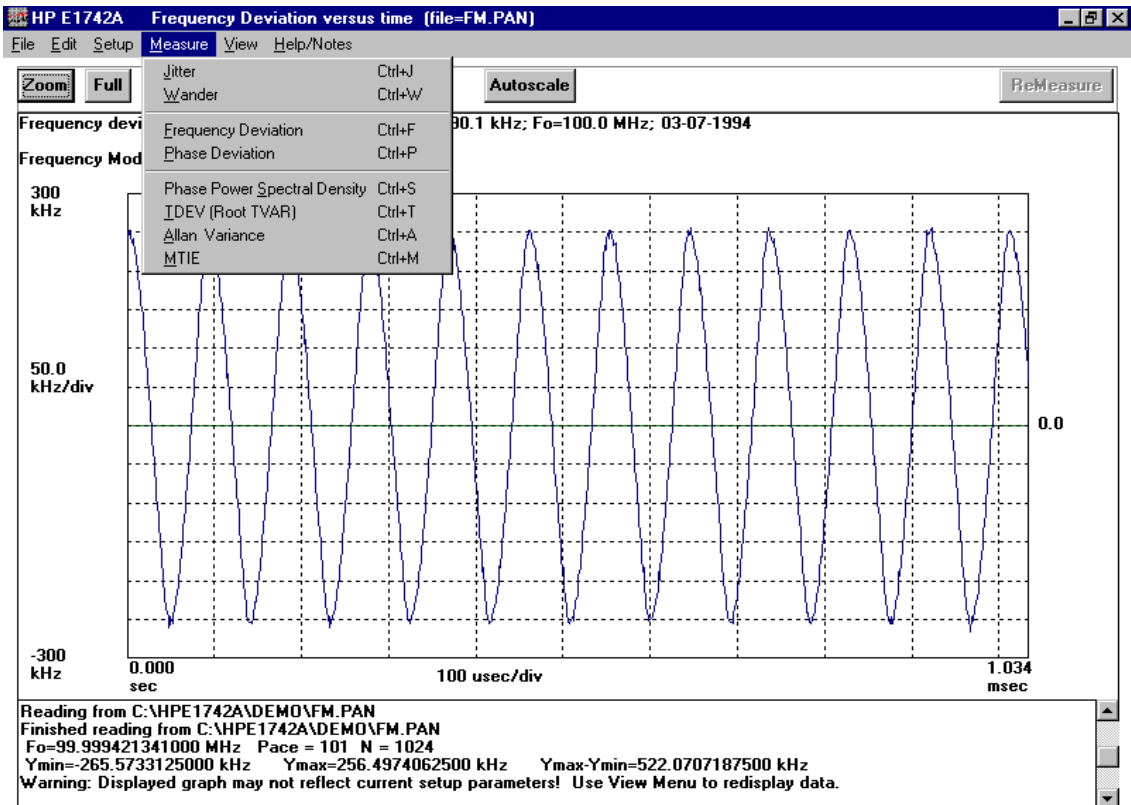 HP E1742A Frequency Deviation versus time (file=FM.PAN)
File Edit Setup Measure View Help/Notes
Zoom Full Autoscale ReMeasure
Jitter Ctrl+J
Wander Ctrl+W
Frequency Deviation Ctrl+F
Phase Deviation Ctrl+P
Phase Power Spectral Density Ctrl+S
TDEV (Root TVAR) Ctrl+T
Allan Variance Ctrl+A
MTIE Ctrl+M
Frequency devi 90.1 kHz; Fo=100.0 MHz; 03-07-1994
Frequency Mod
300
kHz
50.0
kHz/div
0.0
-300
kHz
0.000
sec
100 usec/div
1.034
msec
Reading from C:\HPE1742A\DEMO\FM.PAN
Finished reading from C:\HPE1742A\DEMO\FM.PAN
Fo=99.999421341000 MHz Pace = 101 N = 1024
Ymin=-265.5733125000 kHz Ymax=256.4974062500 kHz Ymax-Ymin=522.0707187500 kHz
Warning: Displayed graph may not reflect current setup parameters! Use View Menu to redisplay data.